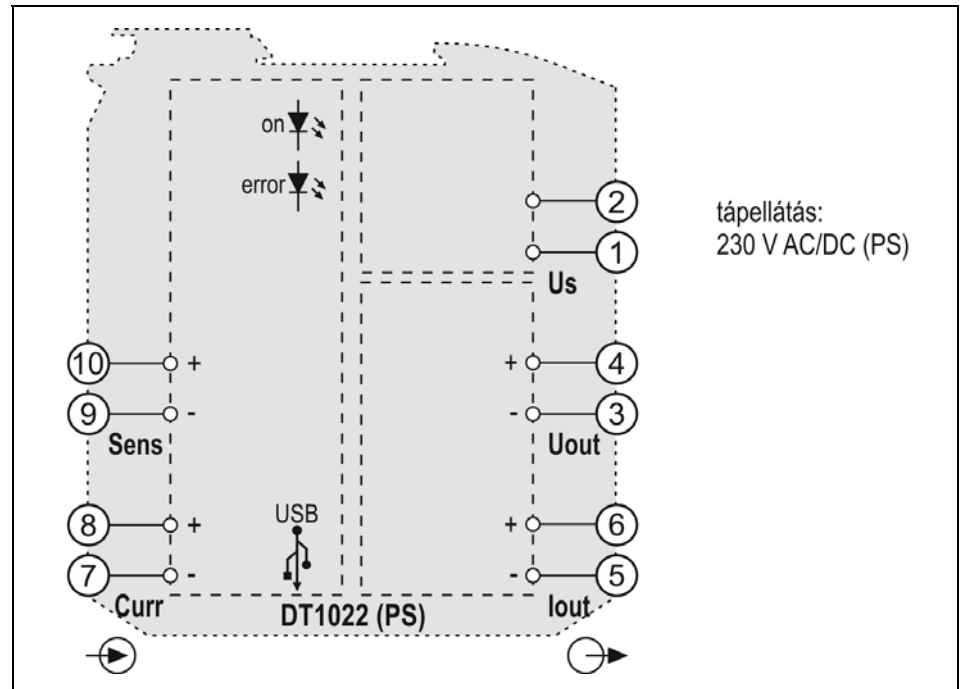 on
error
2
1
Us
tápellátás:
230 V AC/DC (PS)
10 +
9 -
Sens
+ 4
- 3
Uout
8 +
7 -
Curr
USB
+ 6
- 5
Iout
DT1022 (PS)